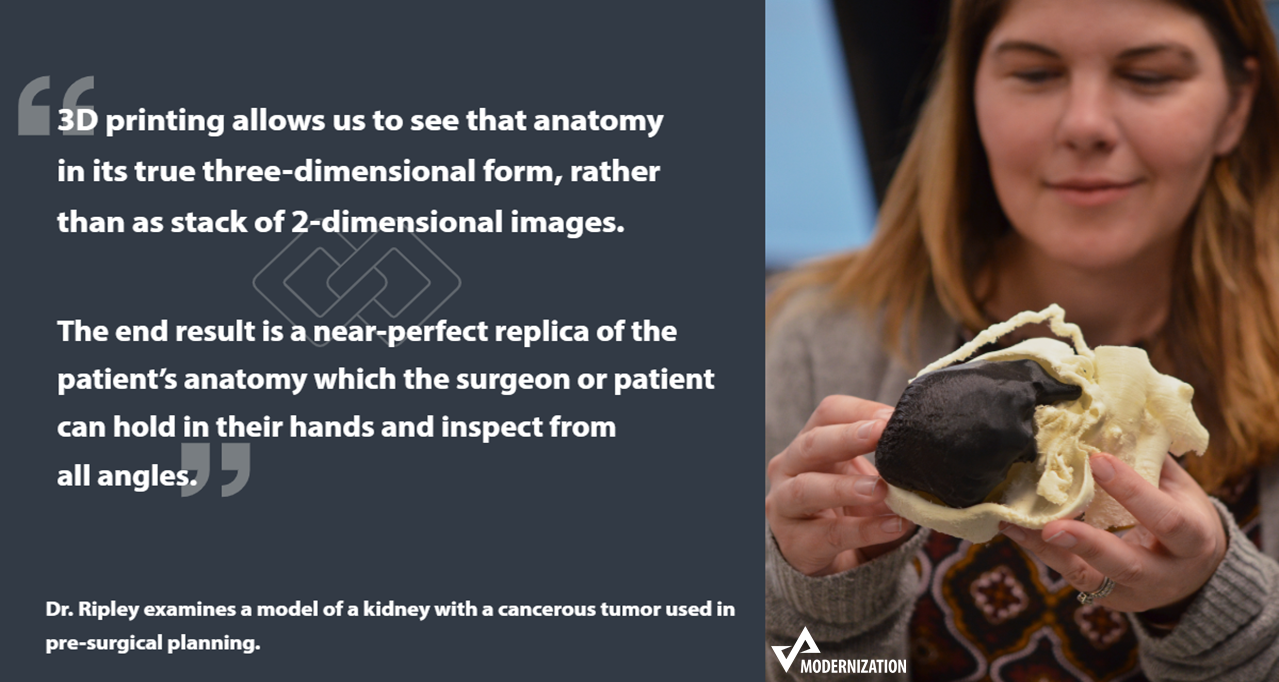 “3D printing allows us to see that anatomy
in its true three-dimensional form, rather
than as stack of 2-dimensional images.
The end result is a near-perfect replica of the
patient’s anatomy which the surgeon or patient
can hold in their hands and inspect from
all angles.”
Dr. Ripley examines a model of a kidney with a cancerous tumor used in
pre-surgical planning.
VA
MODERNIZATION